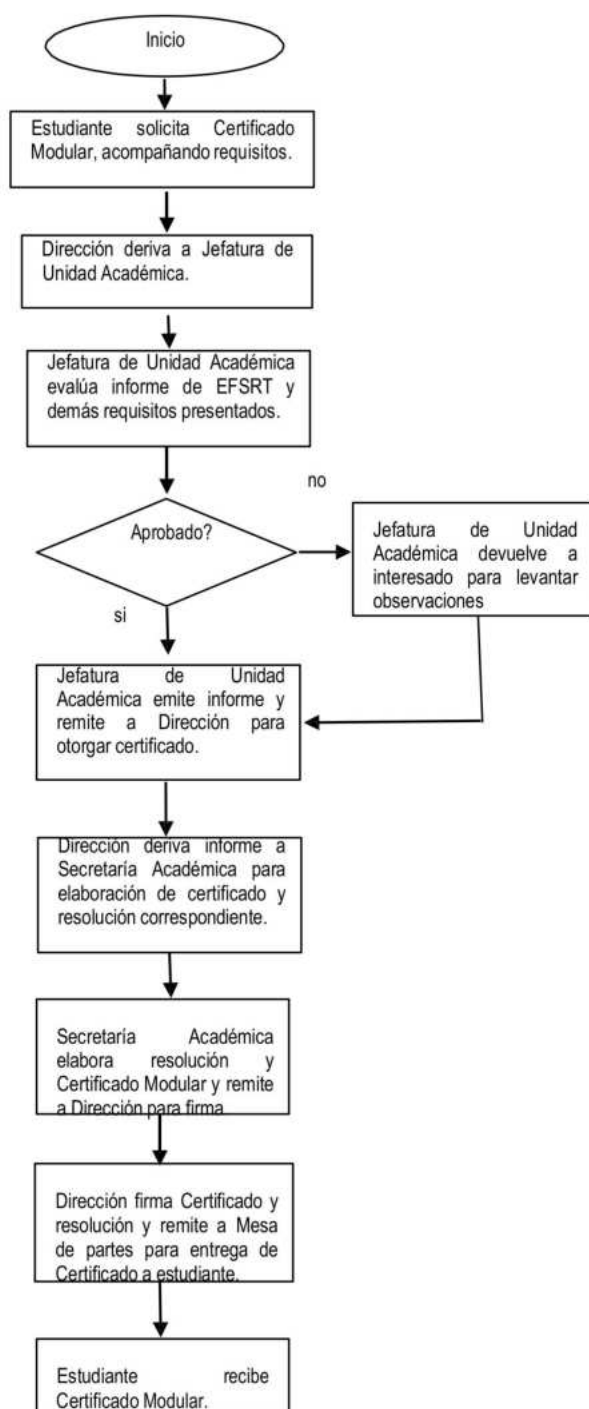 Inicio
Estudiante solicita Certificado
Modular, acompañando requisitos.
Dirección deriva a Jefatura de
Unidad Académica.
Jefatura de Unidad Académica
evalúa informe de EFSRT y
demás requisitos presentados.
no
Aprobado?
Jefatura de Unidad
Académica devuelve a
interesado para levantar
observaciones
si
Jefatura de Unidad
Académica emite informe y
remite a Dirección para
otorgar certificado.
Dirección deriva informe a
Secretaría Académica para
elaboración de certificado y
resolución correspondiente.
Secretaría Académica
elabora resolución y
Certificado Modular y remite
a Dirección para firma
Dirección firma Certificado y
resolución y remite a Mesa
de partes para entrega de
Certificado a estudiante.
Estudiante recibe
Certificado Modular.